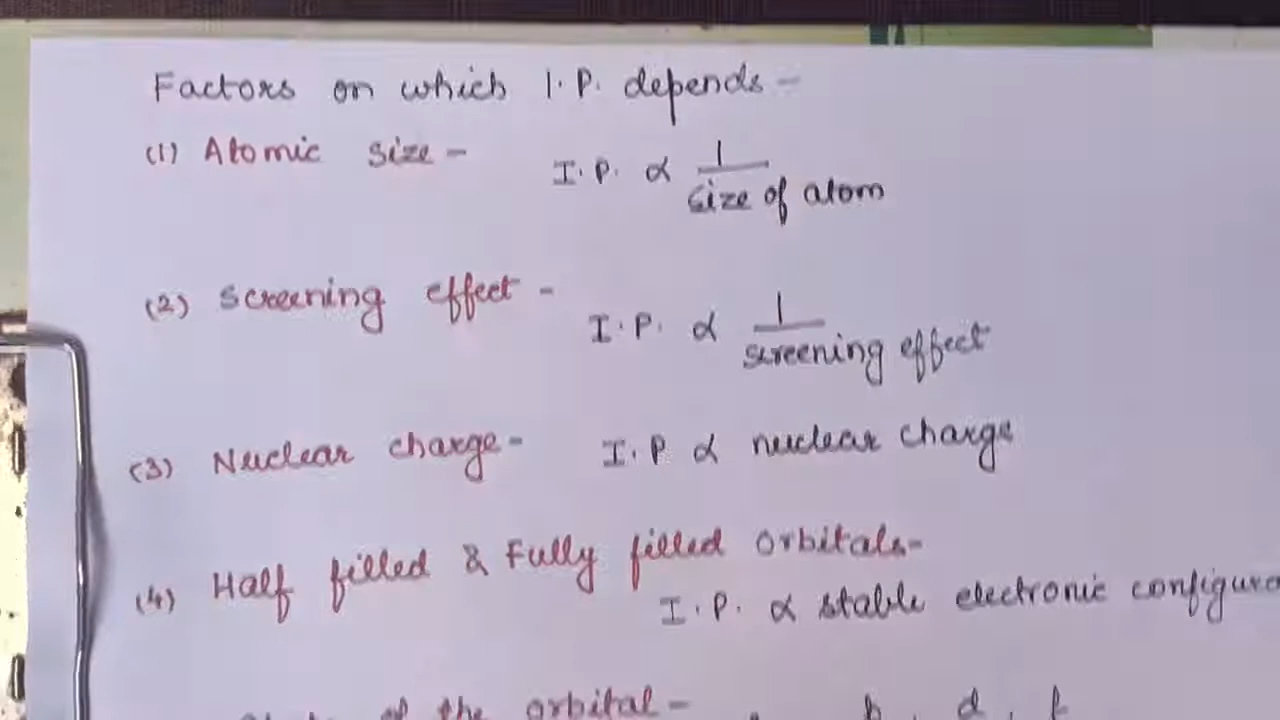 Factors on which I.P. depends -
(1) Atomic size - I.P. ∝ 1/size of atom
(2) Screening effect - I.P. ∝ 1/screening effect
(3) Nuclear charge - I.P ∝ nuclear charge
(4) Half filled & Fully filled orbitals-
I.P. ∝ stable electronic
of the orbital -